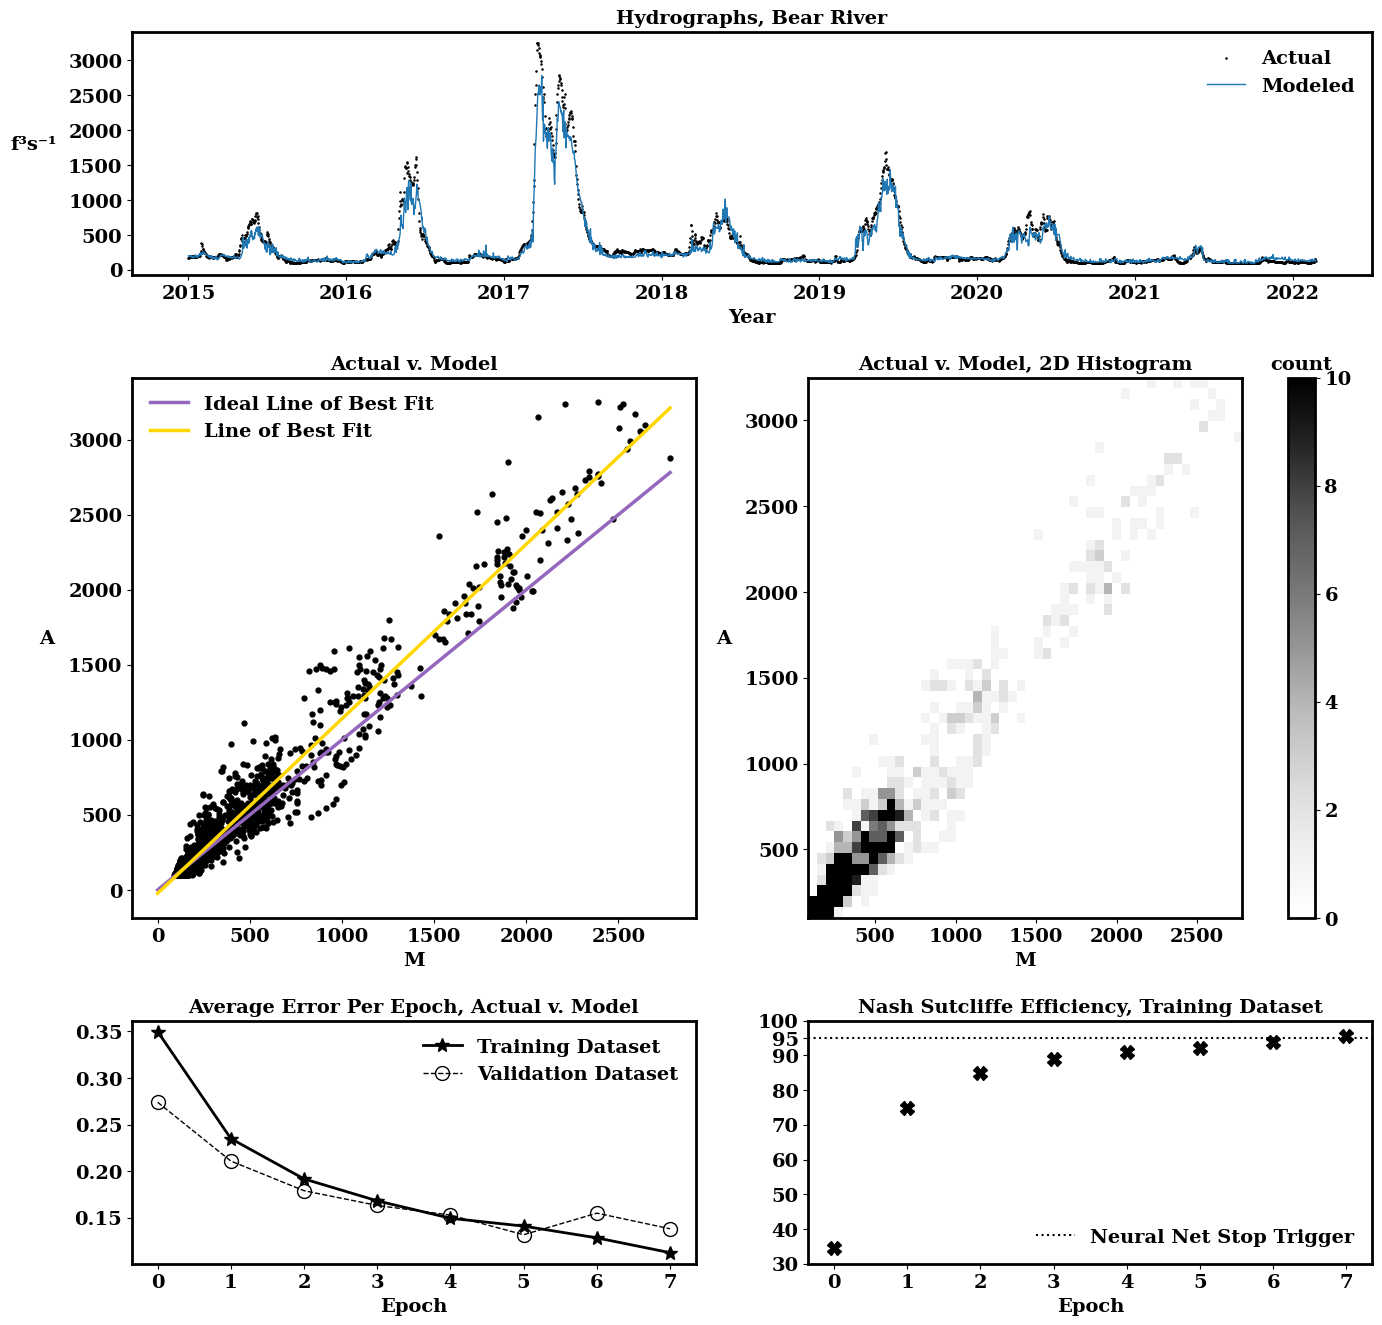 Hydrographs, Bear River
3000
2500
2000
1500
1000
500
0
f³s⁻¹
Actual
Modeled
2015 2016 2017 2018 2019 2020 2021 2022
Year
Actual v. Model
Ideal Line of Best Fit
Line of Best Fit
3000
2500
2000
1500
1000
500
0
A
0 500 1000 1500 2000 2500
M
Actual v. Model, 2D Histogram
3000
2500
2000
1500
1000
500
A
500 1000 1500 2000 2500
M
count
10
8
6
4
2
0
Average Error Per Epoch, Actual v. Model
0.35
0.30
0.25
0.20
0.15
Training Dataset
Validation Dataset
0 1 2 3 4 5 6 7
Epoch
Nash Sutcliffe Efficiency, Training Dataset
100
95
90
80
70
60
50
40
30
Neural Net Stop Trigger
0 1 2 3 4 5 6 7
Epoch